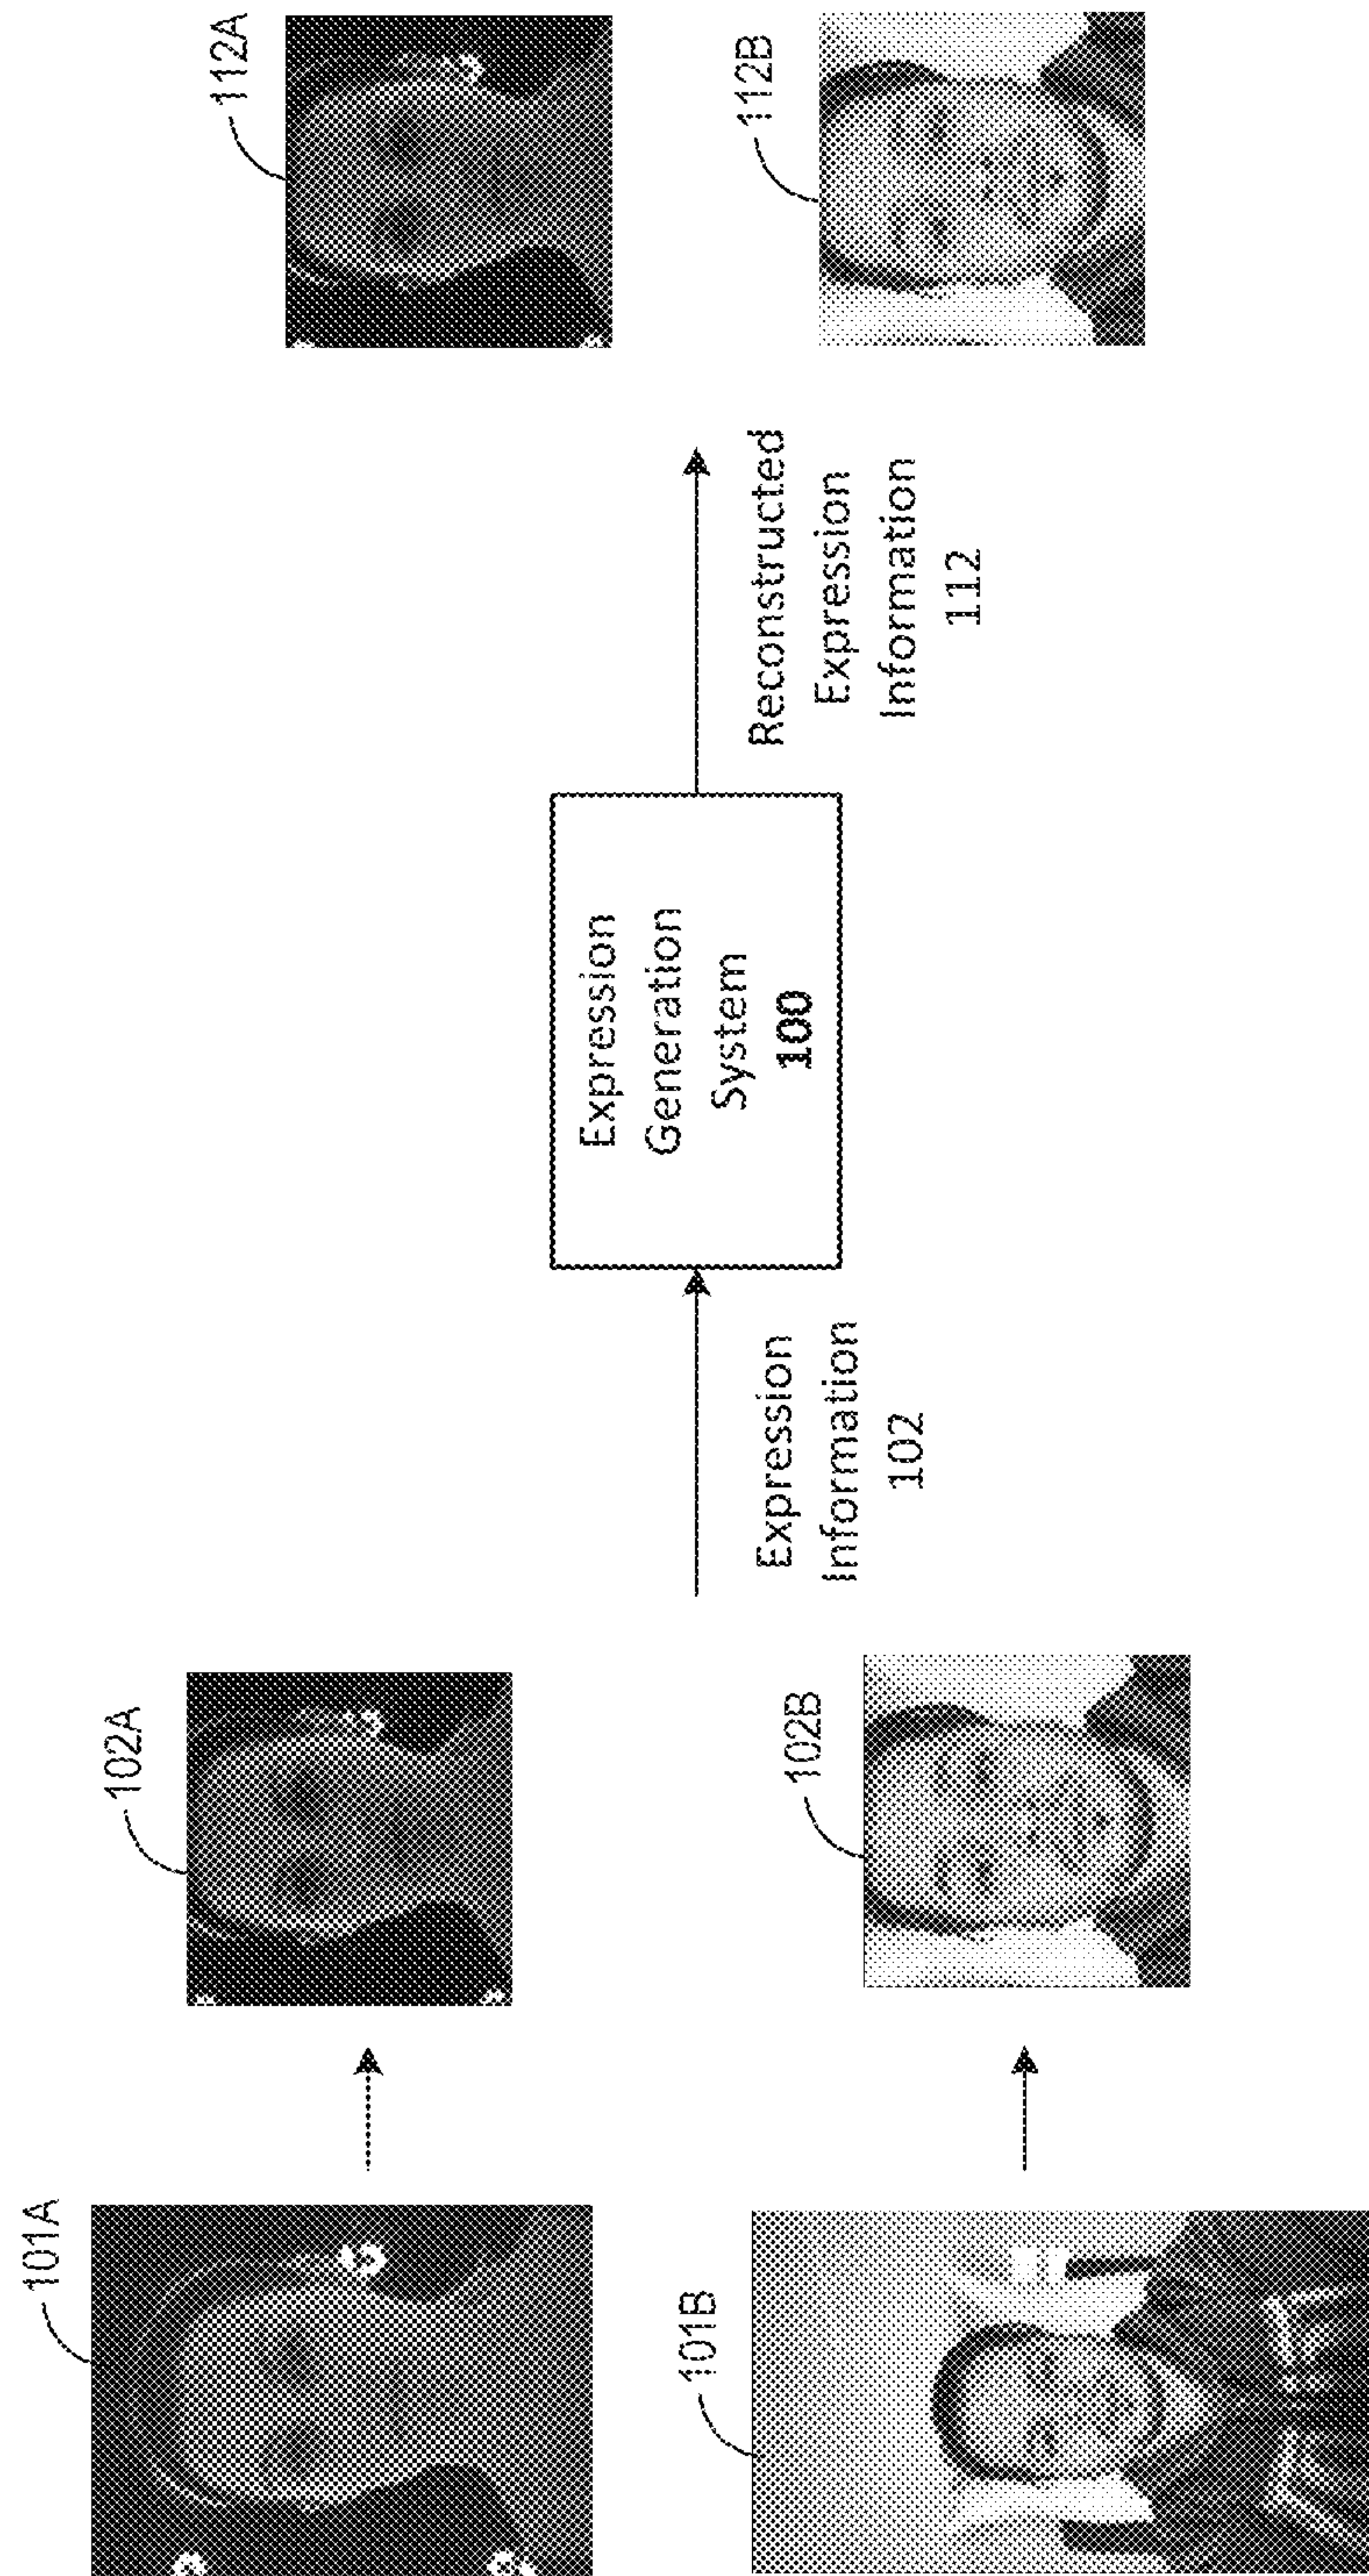 101A
102A
101B
102B
Expression
Information
102
Expression
Generation
System
100
Reconstructed
Expression
Information
112
112A
112B